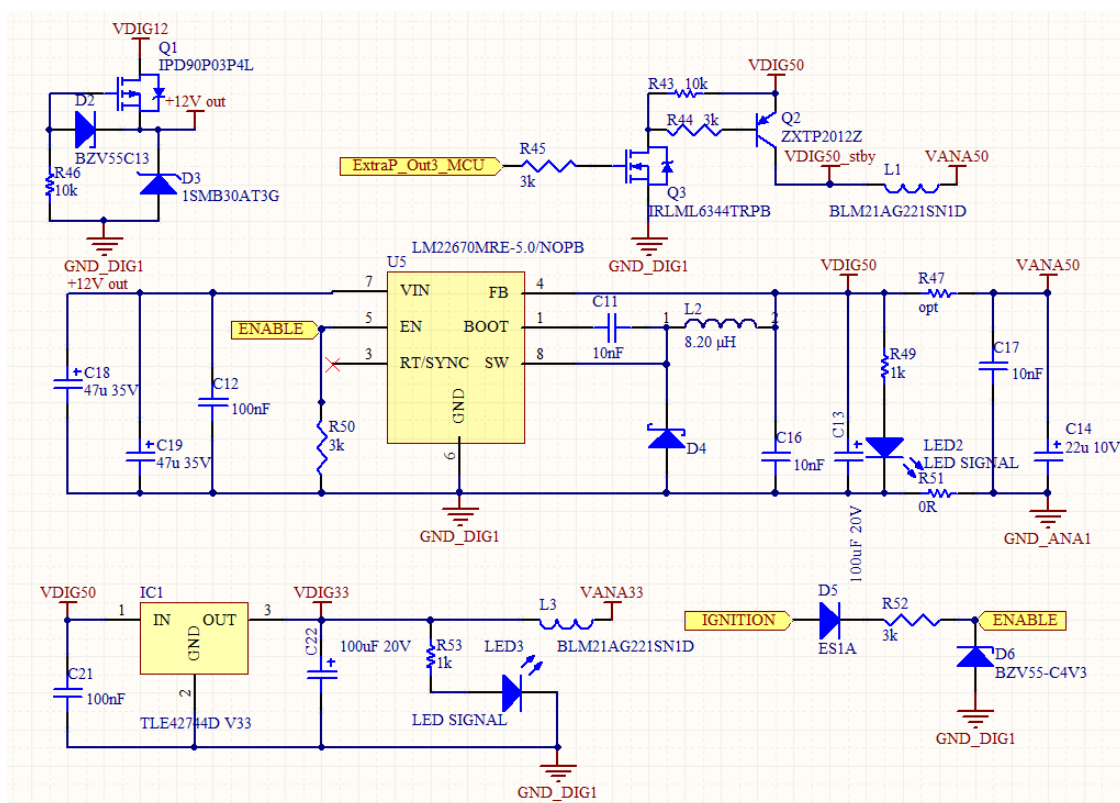 VDIG12
Q1
IPD90P03P4L
+12V out
D2
BZV55C13
R46
10k
D3
1SMB30AT3G
GND_DIG1
VDIG50
R43 10k
R44 3k
Q2
ZXTP2012Z
ExtraP_Out3_MCU
R45
3k
Q3
IRLML6344TRPB
GND_DIG1
VDIG50_stby
L1
VANA50
BLM21AG221SN1D
+12V out
LM22670MRE-5.0/NOPB
U5
7
VIN
FB
4
5
EN
BOOT
1
3
RT/SYNC
SW
8
GND
6
ENABLE
C18
47u 35V
C19
47u 35V
C12
100nF
R50
3k
GND_DIG1
C11
10nF
1
L2
2
8.20 µH
D4
C16
10nF
VDIG50
C13
100uF 20V
R47
opt
R49
1k
LED2
LED SIGNAL
R51
0R
VANA50
C17
10nF
C14
22u 10V
GND_ANA1
VDIG50
IC1
1
IN
OUT
3
GND
2
TLE42744D V33
C21
100nF
VDIG33
C22
100uF 20V
R53
1k
LED3
LED SIGNAL
L3
VANA33
BLM21AG221SN1D
GND_DIG1
IGNITION
D5
ES1A
R52
3k
ENABLE
D6
BZV55-C4V3
GND_DIG1